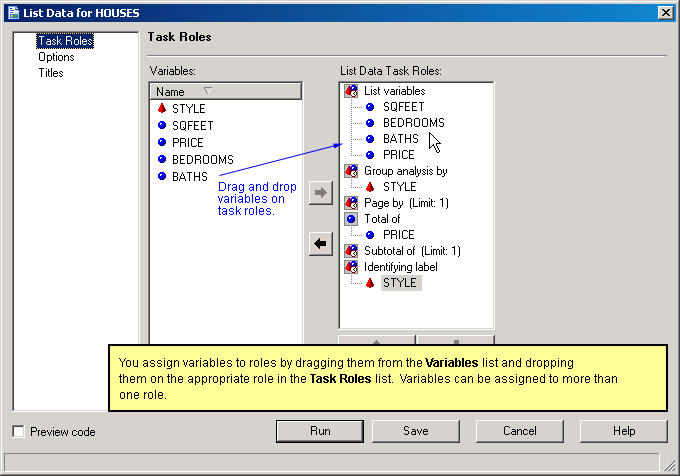 List Data for HOUSES
Task Roles
Options
Titles
Task Roles
Variables:
Name
STYLE
SQFEET
PRICE
BEDROOMS
BATHS
Drag and drop
variables on
task roles.
List Data Task Roles:
List variables
SQFEET
BEDROOMS
BATHS
PRICE
Group analysis by
STYLE
Page by (Limit: 1)
Total of
PRICE
Subtotal of (Limit: 1)
Identifying label
STYLE
You assign variables to roles by dragging them from the Variables list and dropping
them on the appropriate role in the Task Roles list. Variables can be assigned to more than
one role.
Preview code
Run
Save
Cancel
Help